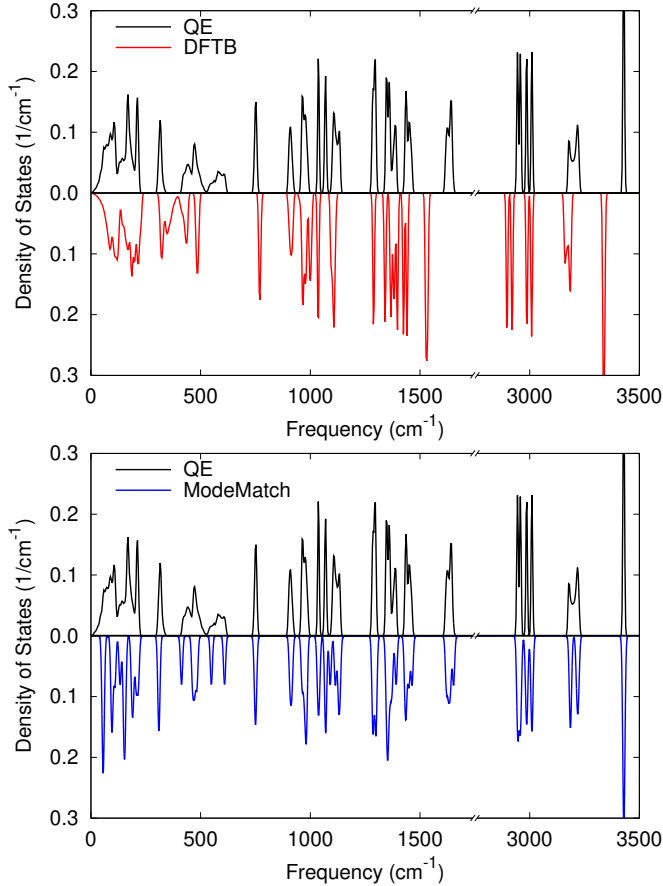 0.3
QE
DFTB
0.2
0.1
0.0
0.1
0.2
0.3
Density of States (1/cm-1)
0 500 1000 1500 3000 3500
Frequency (cm-1)
0.3
QE
ModeMatch
0.2
0.1
0.0
0.1
0.2
0.3
Density of States (1/cm-1)
0 500 1000 1500 3000 3500
Frequency (cm-1)